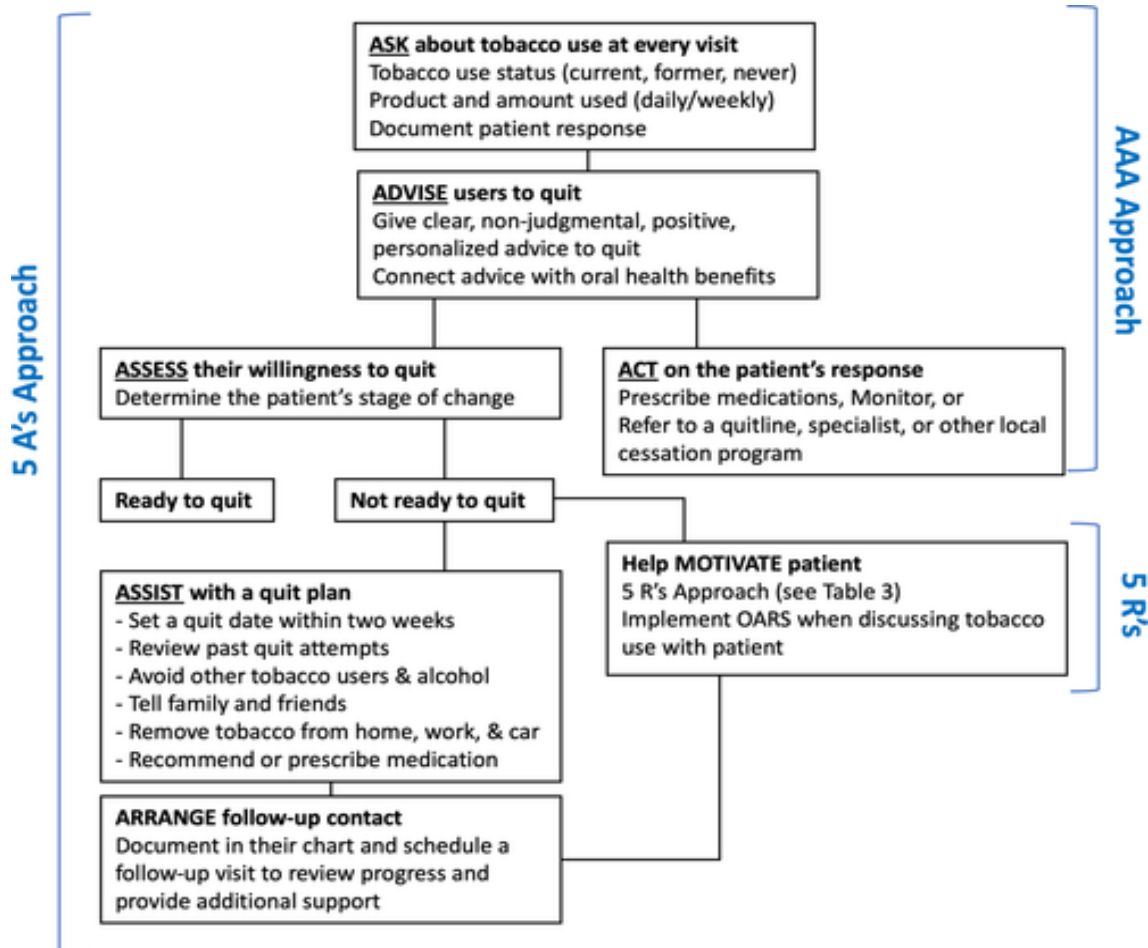 ASK about tobacco use at every visit
Tobacco use status (current, former, never)
Product and amount used (daily/weekly)
Document patient response
ADVISE users to quit
Give clear, non-judgmental, positive,
personalized advice to quit
Connect advice with oral health benefits
AAA Approach
5 A's Approach
ASSESS their willingness to quit
Determine the patient's stage of change
ACT on the patient's response
Prescribe medications, Monitor, or
Refer to a quitline, specialist, or other local
cessation program
Ready to quit
Not ready to quit
Help MOTIVATE patient
5 R's Approach (see Table 3)
Implement OARS when discussing tobacco
use with patient
5 R's
ASSIST with a quit plan
- Set a quit date within two weeks
- Review past quit attempts
- Avoid other tobacco users & alcohol
- Tell family and friends
- Remove tobacco from home, work, & car
- Recommend or prescribe medication
ARRANGE follow-up contact
Document in their chart and schedule a
follow-up visit to review progress and
provide additional support